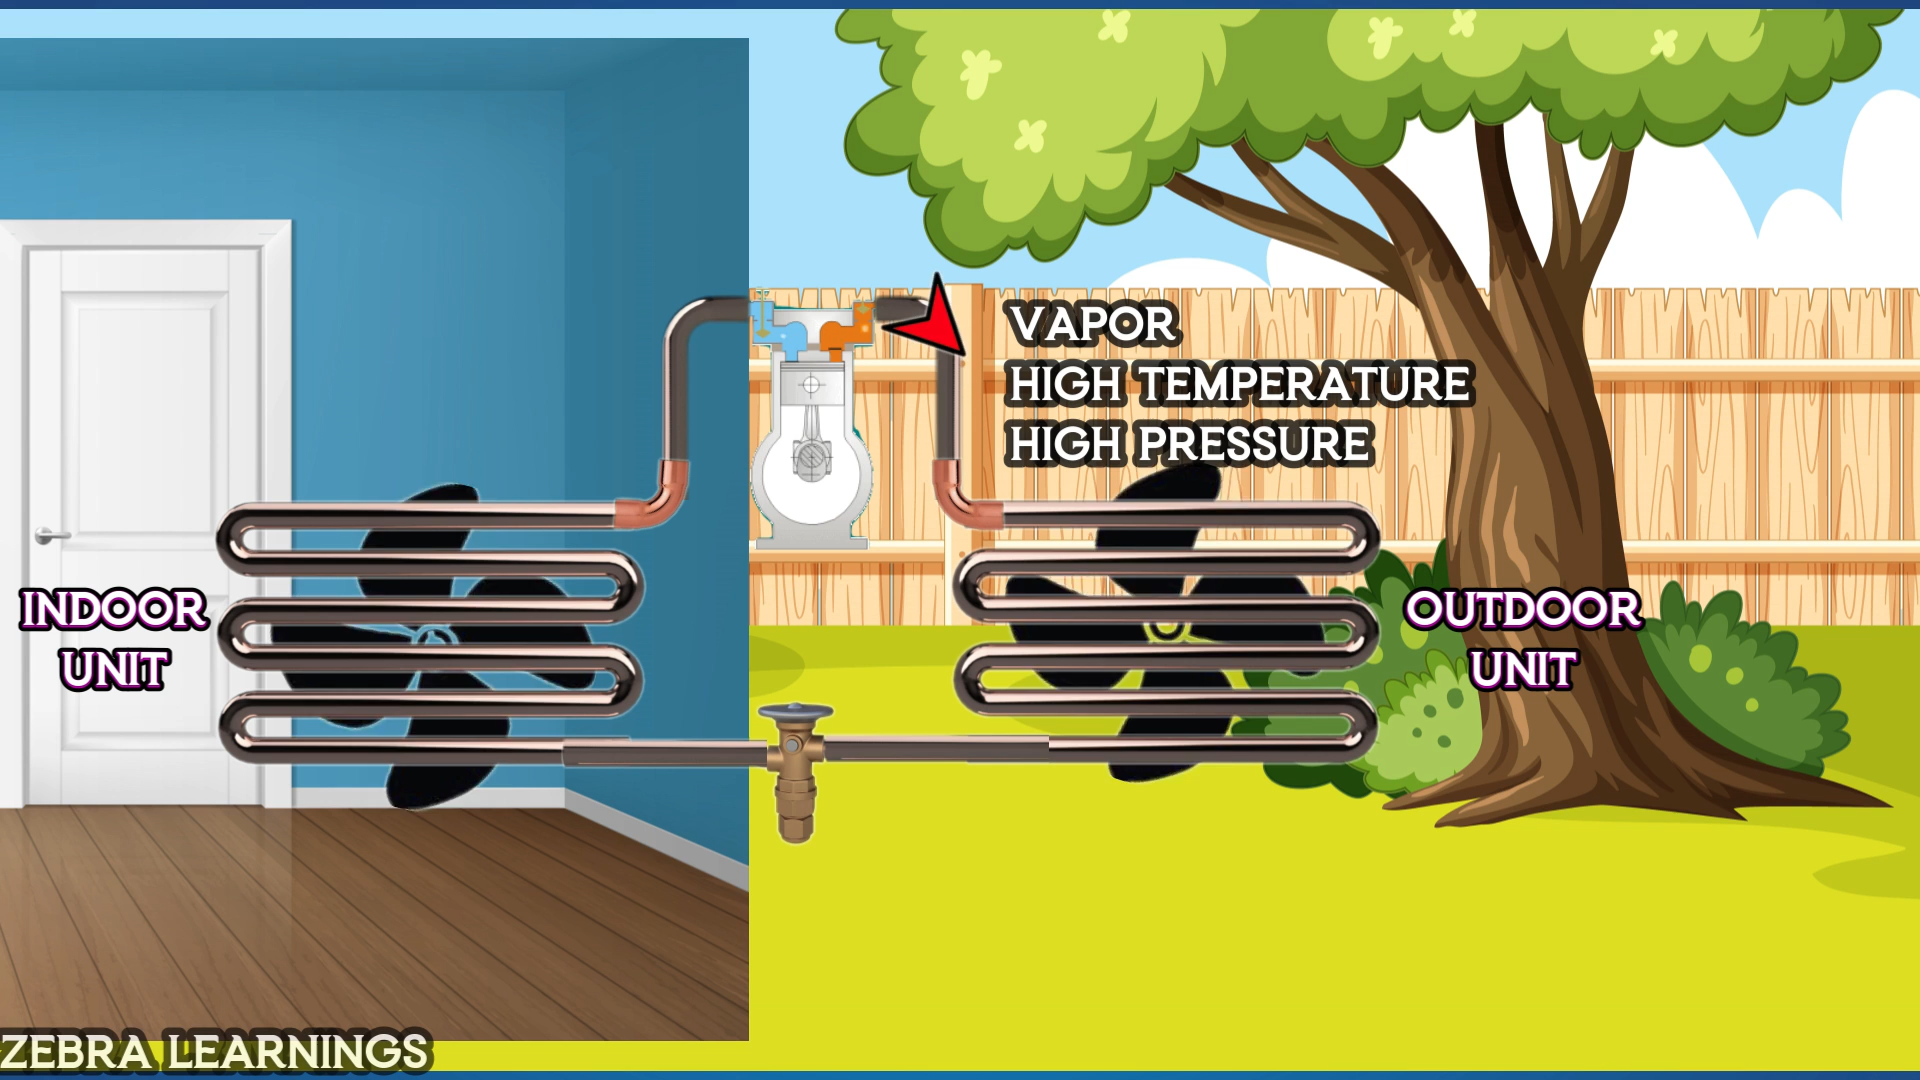 VAPOR
HIGH TEMPERATURE
HIGH PRESSURE
INDOOR
UNIT
OUTDOOR
UNIT
ZEBRA LEARNINGS